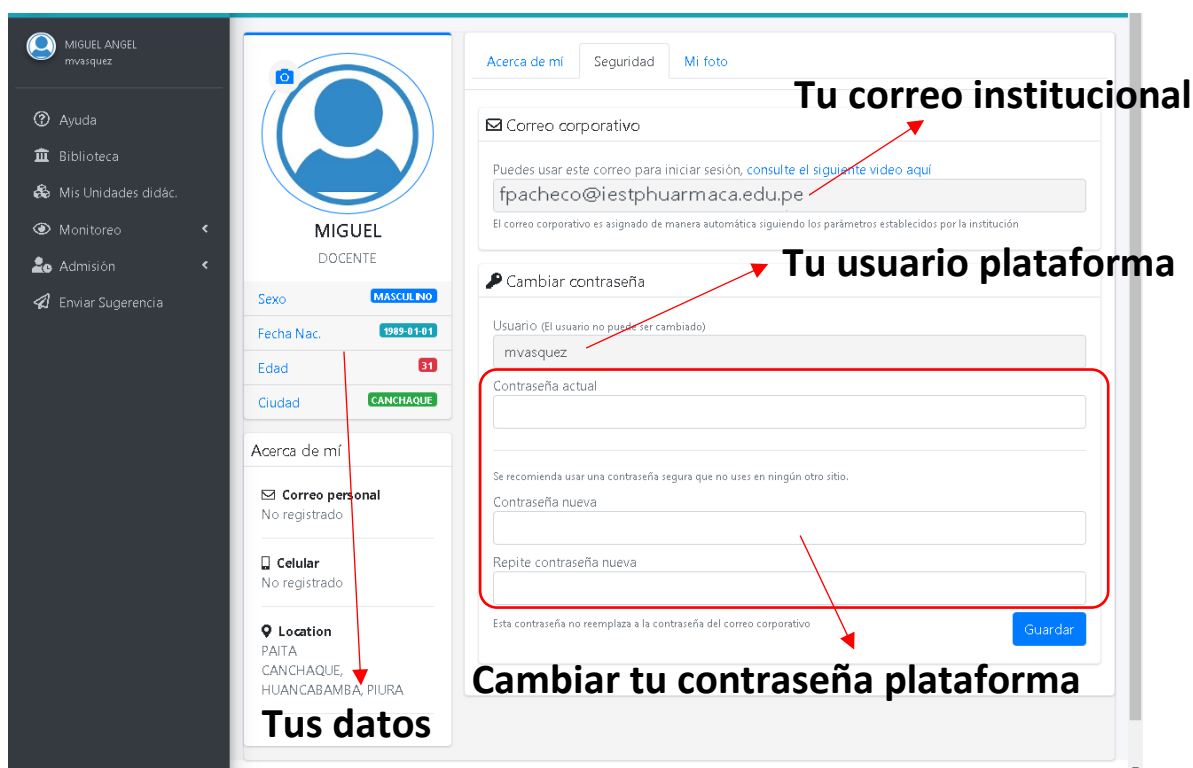 MIGUEL ANGEL
mvasquez
Ayuda
Biblioteca
Mis Unidades didác.
Monitoreo
Admisión
Enviar Sugerencia
MIGUEL
DOCENTE
Sexo MASCULINO
Fecha Nac. 1989-01-01
Edad 31
Ciudad CANCHAQUE
Acerca de mí
Correo personal
No registrado
Celular
No registrado
Location
PAITA
CANCHAQUE,
HUANCABAMBA, PIURA
Tus datos
Acerca de mí Seguridad Mi foto
Tu correo institucional
Correo corporativo
Puedes usar este correo para iniciar sesión, consulte el siguiente video aquí
fpacheco@iestphuarmaca.edu.pe
El correo corporativo es asignado de manera automática siguiendo los parámetros establecidos por la institución
Tu usuario plataforma
Cambiar contraseña
Usuario (El usuario no puede ser cambiado)
mvasquez
Contraseña actual
Se recomienda usar una contraseña segura que no uses en ningún otro sitio.
Contraseña nueva
Repite contraseña nueva
Esta contraseña no reemplaza a la contraseña del correo corporativo
Guardar
Cambiar tu contraseña plataforma